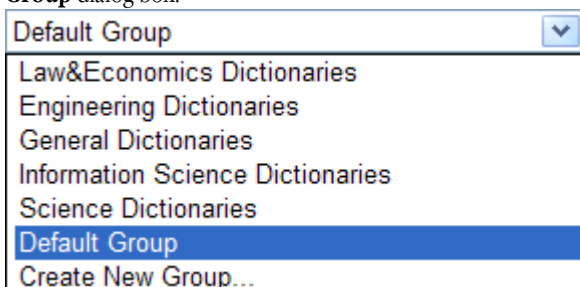 Group dialog box.
Default Group
Law&Economics Dictionaries
Engineering Dictionaries
General Dictionaries
Information Science Dictionaries
Science Dictionaries
Default Group
Create New Group...